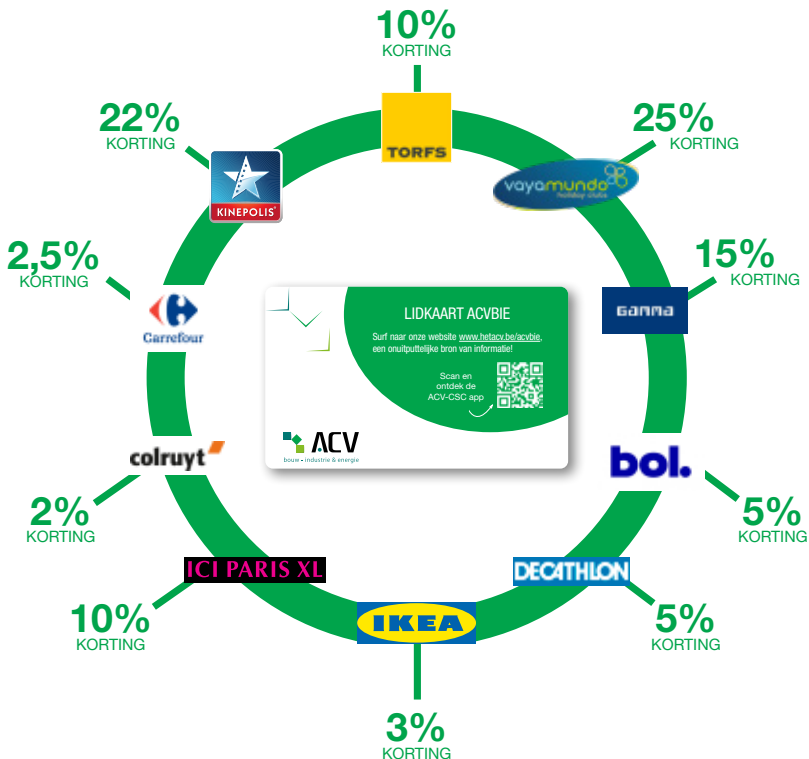 10%
KORTING
TORFS
25%
KORTING
vayamundo
holiday clubs
15%
KORTING
GAMMA
bol.
5%
KORTING
DECATHLON
5%
KORTING
IKEA
3%
KORTING
ICI PARIS XL
10%
KORTING
colruyt
2%
KORTING
Carrefour
2,5%
KORTING
KINEPOLIS
22%
KORTING
LIDKAART ACVBIE
Surf naar onze website www.hetacv.be/acvbie,
een onuitputtelijke bron van informatie!
Scan en
ontdek de
ACV-CSC app
ACV
bouw - industrie & energie